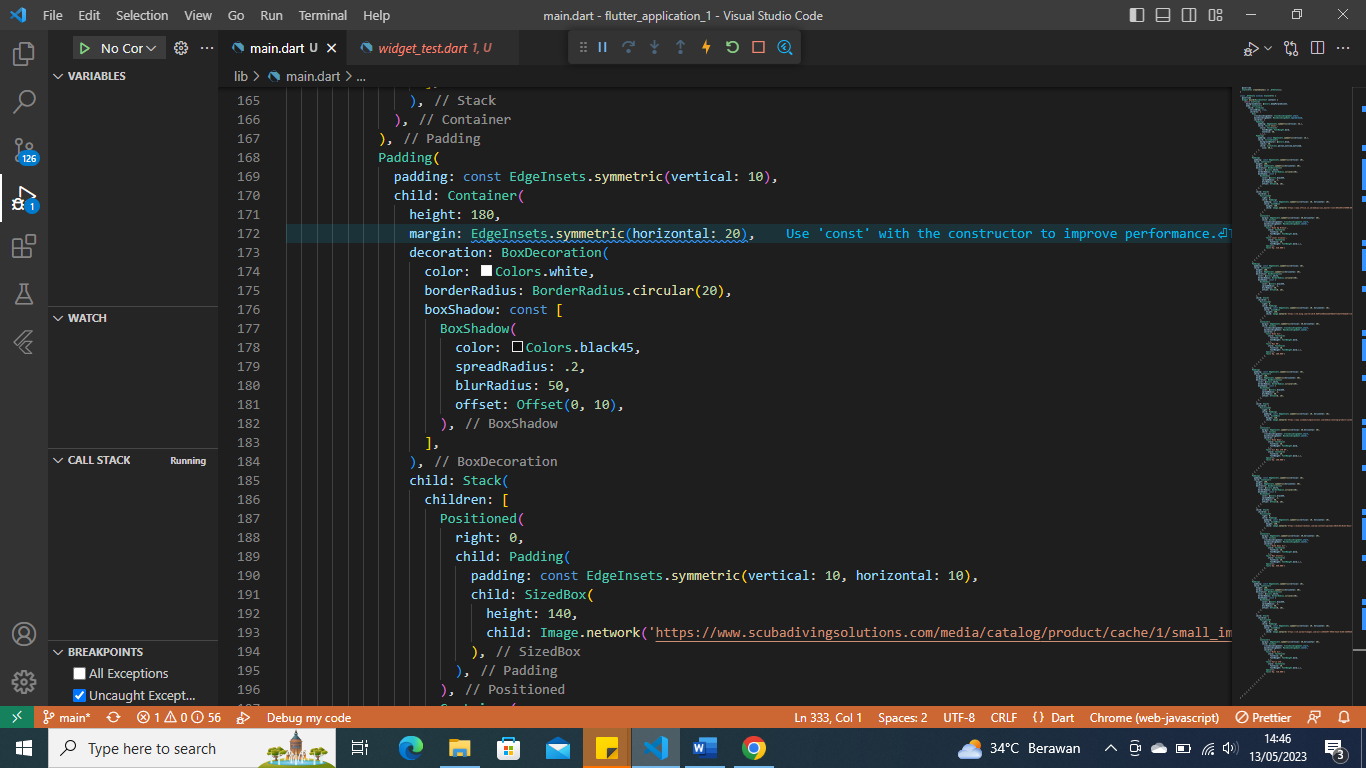 File Edit Selection View Go Run Terminal Help
main.dart - flutter_application_1 - Visual Studio Code
No Cor
main.dart U
widget_test.dart 1, U
lib > main.dart > ...
126
1
VARIABLES
WATCH
CALL STACK
Running
BREAKPOINTS
All Exceptions
Uncaught Except...
165 ), // Stack
166 ), // Container
167 ), // Padding
168 Padding(
169 padding: const EdgeInsets.symmetric(vertical: 10),
170 child: Container(
171 height: 180,
172 margin: EdgeInsets.symmetric(horizontal: 20), Use 'const' with the constructor to improve performance.⏎
173 decoration: BoxDecoration(
174 color: Colors.white,
175 borderRadius: BorderRadius.circular(20),
176 boxShadow: const [
177 BoxShadow(
178 color: Colors.black45,
179 spreadRadius: .2,
180 blurRadius: 50,
181 offset: Offset(0, 10),
182 ), // BoxShadow
183 ],
184 ), // BoxDecoration
185 child: Stack(
186 children: [
187 Positioned(
188 right: 0,
189 child: Padding(
190 padding: const EdgeInsets.symmetric(vertical: 10, horizontal: 10),
191 child: SizedBox(
192 height: 140,
193 child: Image.network('https://www.scubadivingsolutions.com/media/catalog/product/cache/1/small_im
194 ), // SizedBox
195 ), // Padding
196 ), // Positioned
main* 1 0 56 Debug my code
Ln 333, Col 1 Spaces: 2 UTF-8 CRLF {} Dart Chrome (web-javascript) Prettier
Type here to search
34°C Berawan
14:46
13/05/2023
3